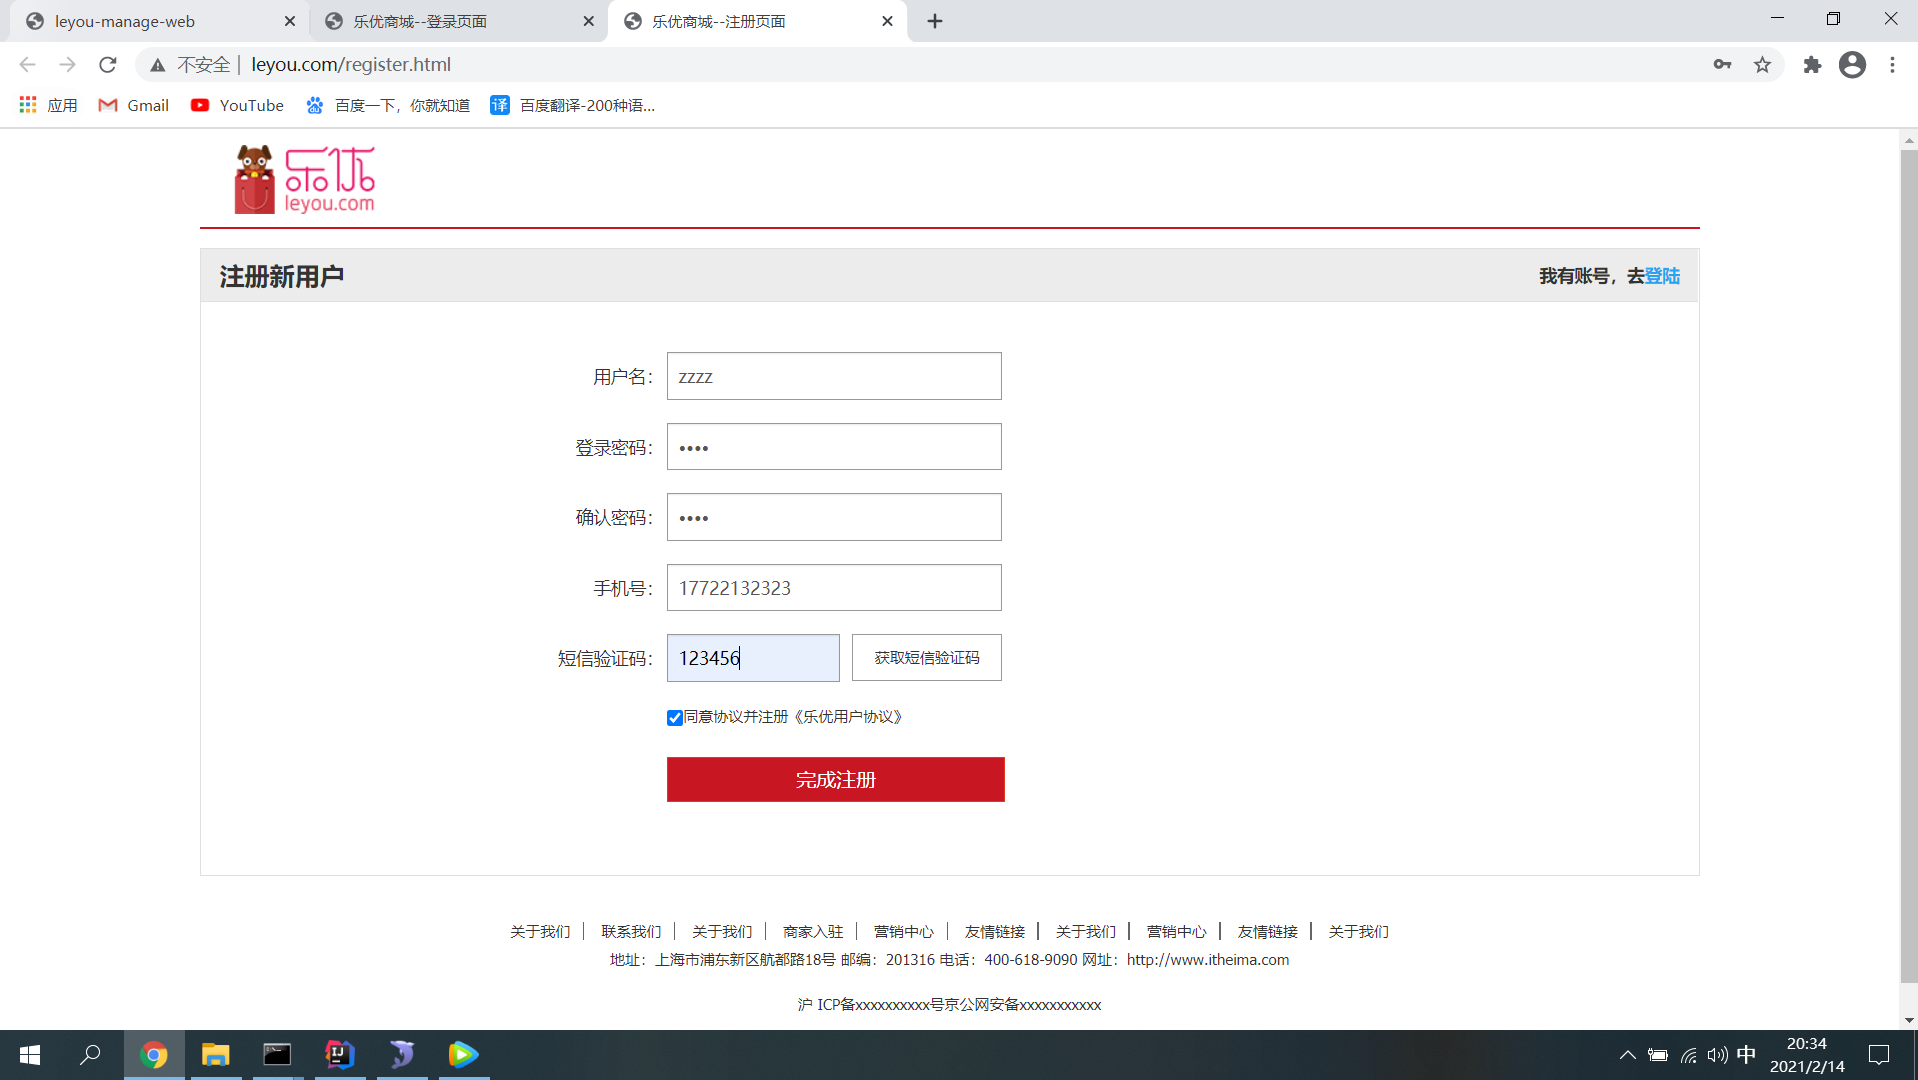 leyou-manage-web
乐优商城--登录页面
乐优商城--注册页面
不安全 | leyou.com/register.html
应用
Gmail
YouTube
百度一下，你就知道
译 百度翻译-200种语...
乐优
leyou.com
注册新用户
我有账号，去登陆
用户名： zzzz
登录密码： ••••
确认密码： ••••
手机号： 17722132323
短信验证码： 123456 获取短信验证码
同意协议并注册《乐优用户协议》
完成注册
关于我们 | 联系我们 | 关于我们 | 商家入驻 | 营销中心 | 友情链接 | 关于我们 | 营销中心 | 友情链接 | 关于我们
地址：上海市浦东新区航都路18号 邮编：201316 电话：400-618-9090 网址：http://www.itheima.com
沪 ICP备xxxxxxxxxx号京公网安备xxxxxxxxxxx
IJ
中
20:34
2021/2/14